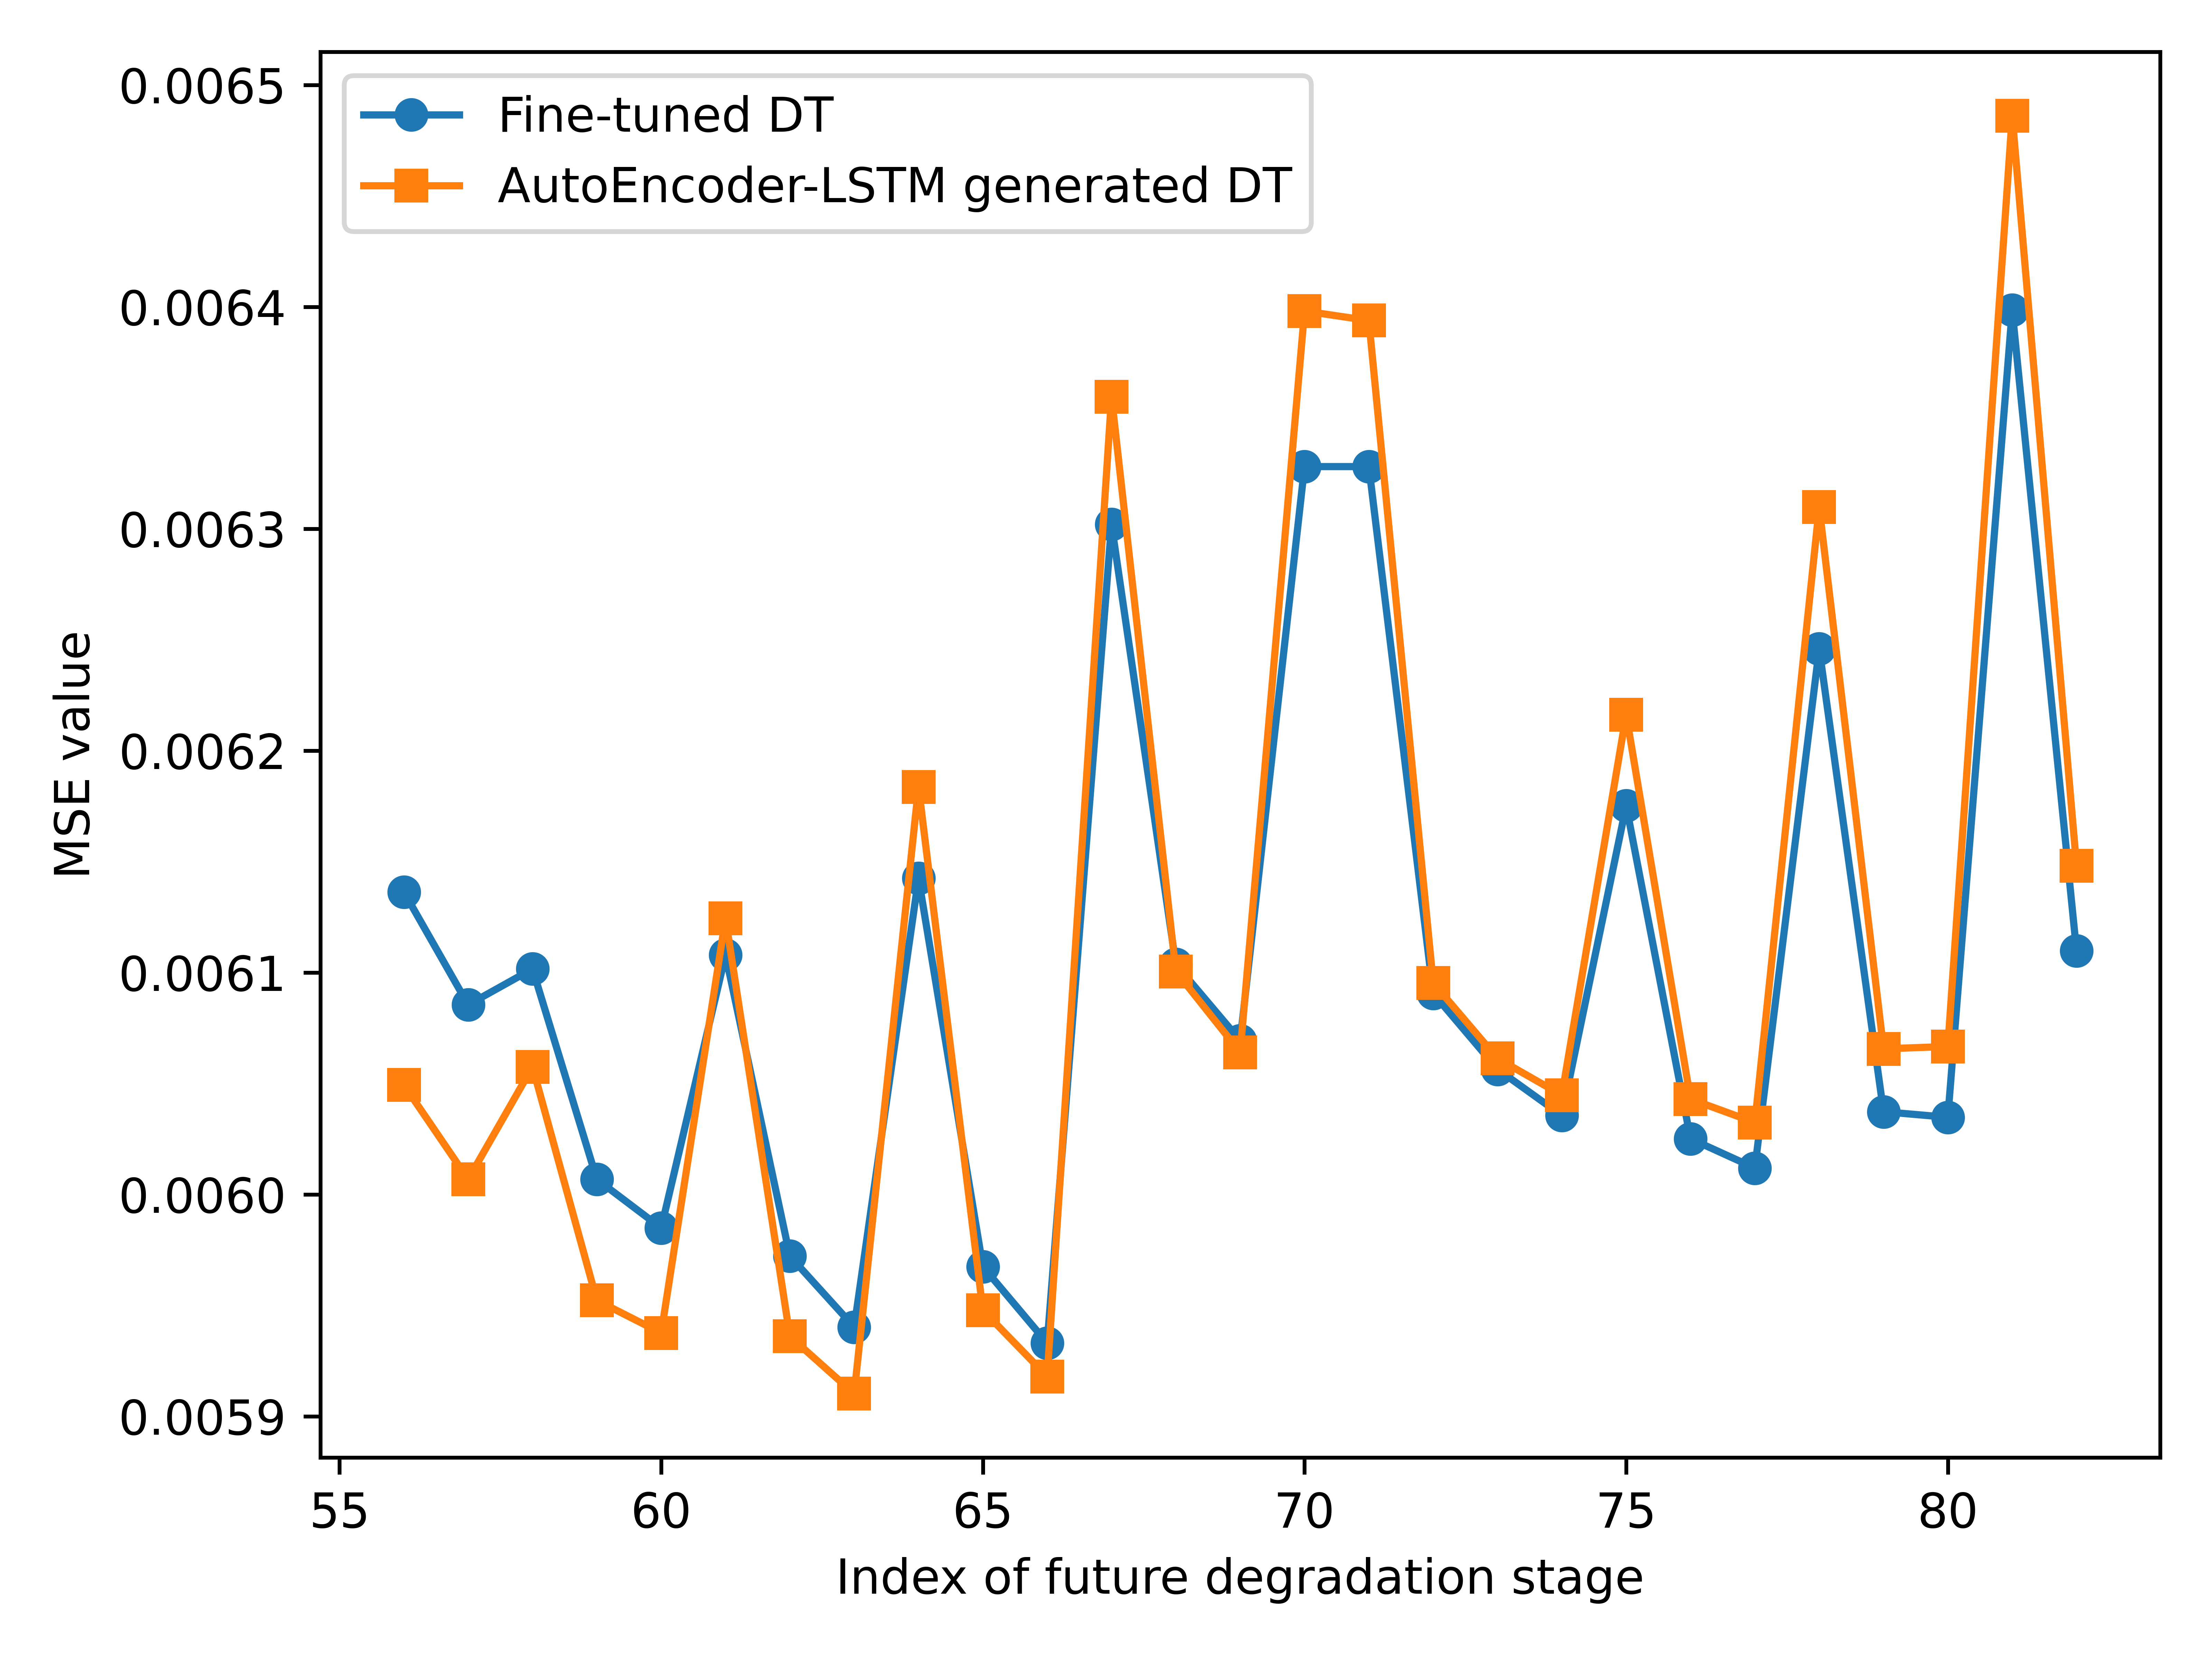 Fine-tuned DT
AutoEncoder-LSTM generated DT
0.0065
0.0064
0.0063
0.0062
0.0061
0.0060
0.0059
MSE value
55 60 65 70 75 80
Index of future degradation stage